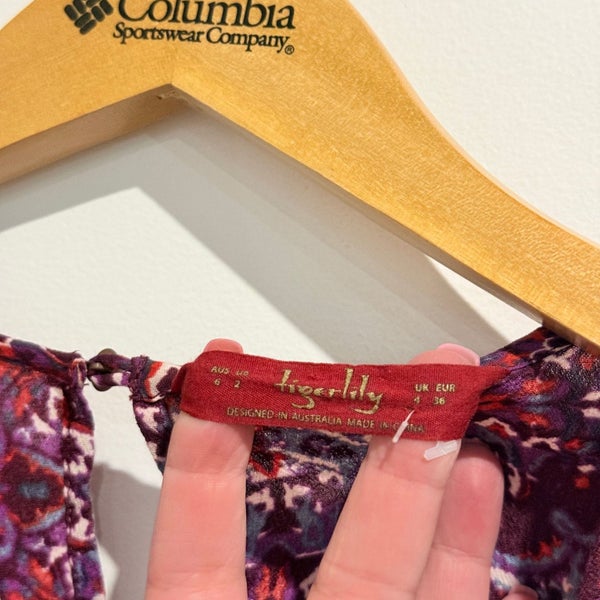 Columbia
Sportswear Company®
AUS US tigerlily UK EUR
6 2 4 36
DESIGNED IN AUSTRALIA MADE IN CHINA